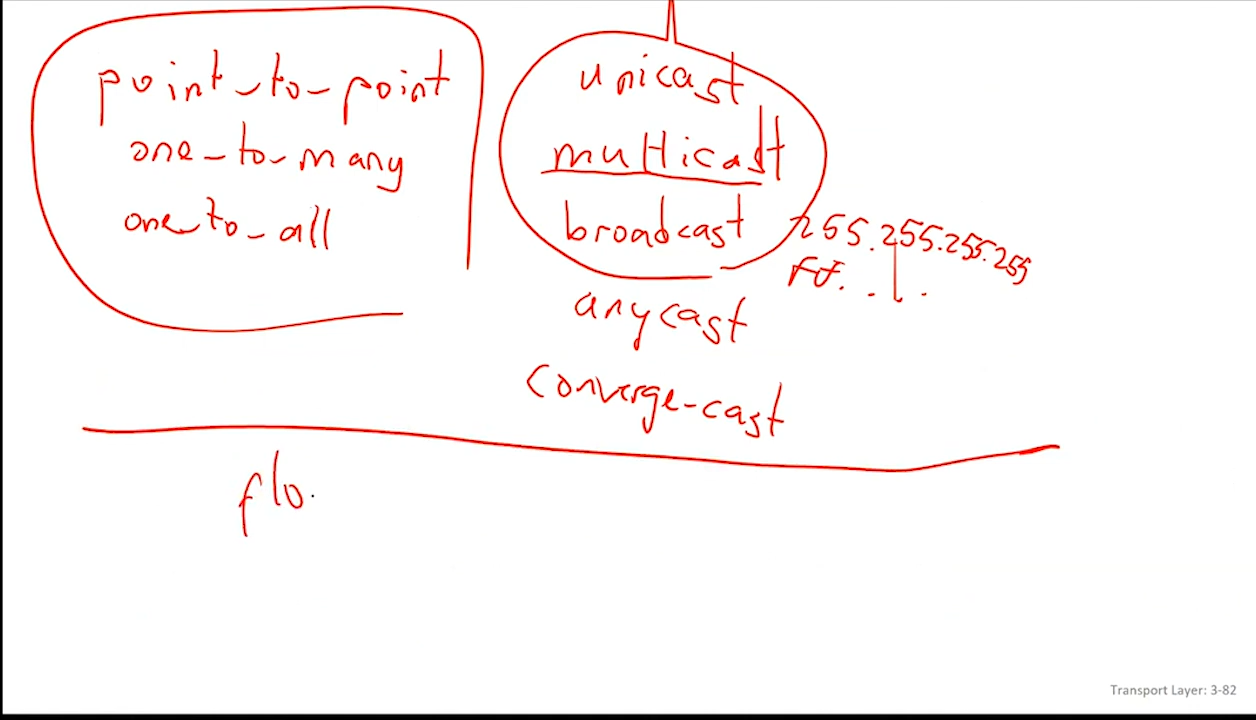 point-to-point
one-to-many
one-to-all
unicast
multicast
broadcast
255.255.255.255
ff. . . .
anycast
converge-cast
flo
Transport Layer: 3-82